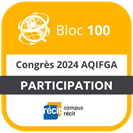 Bloc 100
Congrès 2024 AQIFGA
PARTICIPATION
récit campus
récit